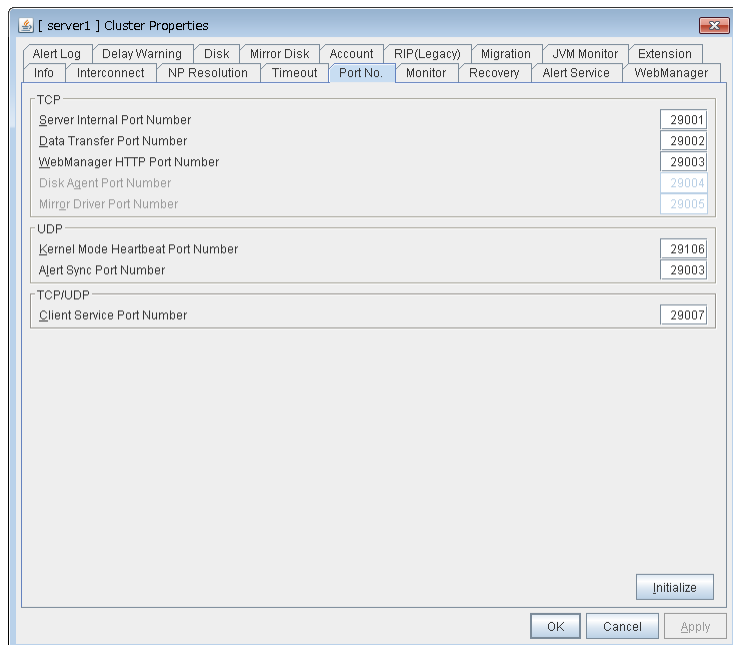 [ server1 ] Cluster Properties
Alert Log Delay Warning Disk Mirror Disk Account RIP(Legacy) Migration JVM Monitor Extension
Info Interconnect NP Resolution Timeout Port No. Monitor Recovery Alert Service WebManager
TCP
Server Internal Port Number 29001
Data Transfer Port Number 29002
WebManager HTTP Port Number 29003
Disk Agent Port Number 29004
Mirror Driver Port Number 29005
UDP
Kernel Mode Heartbeat Port Number 29106
Alert Sync Port Number 29003
TCP/UDP
Client Service Port Number 29007
Initialize
OK Cancel Apply